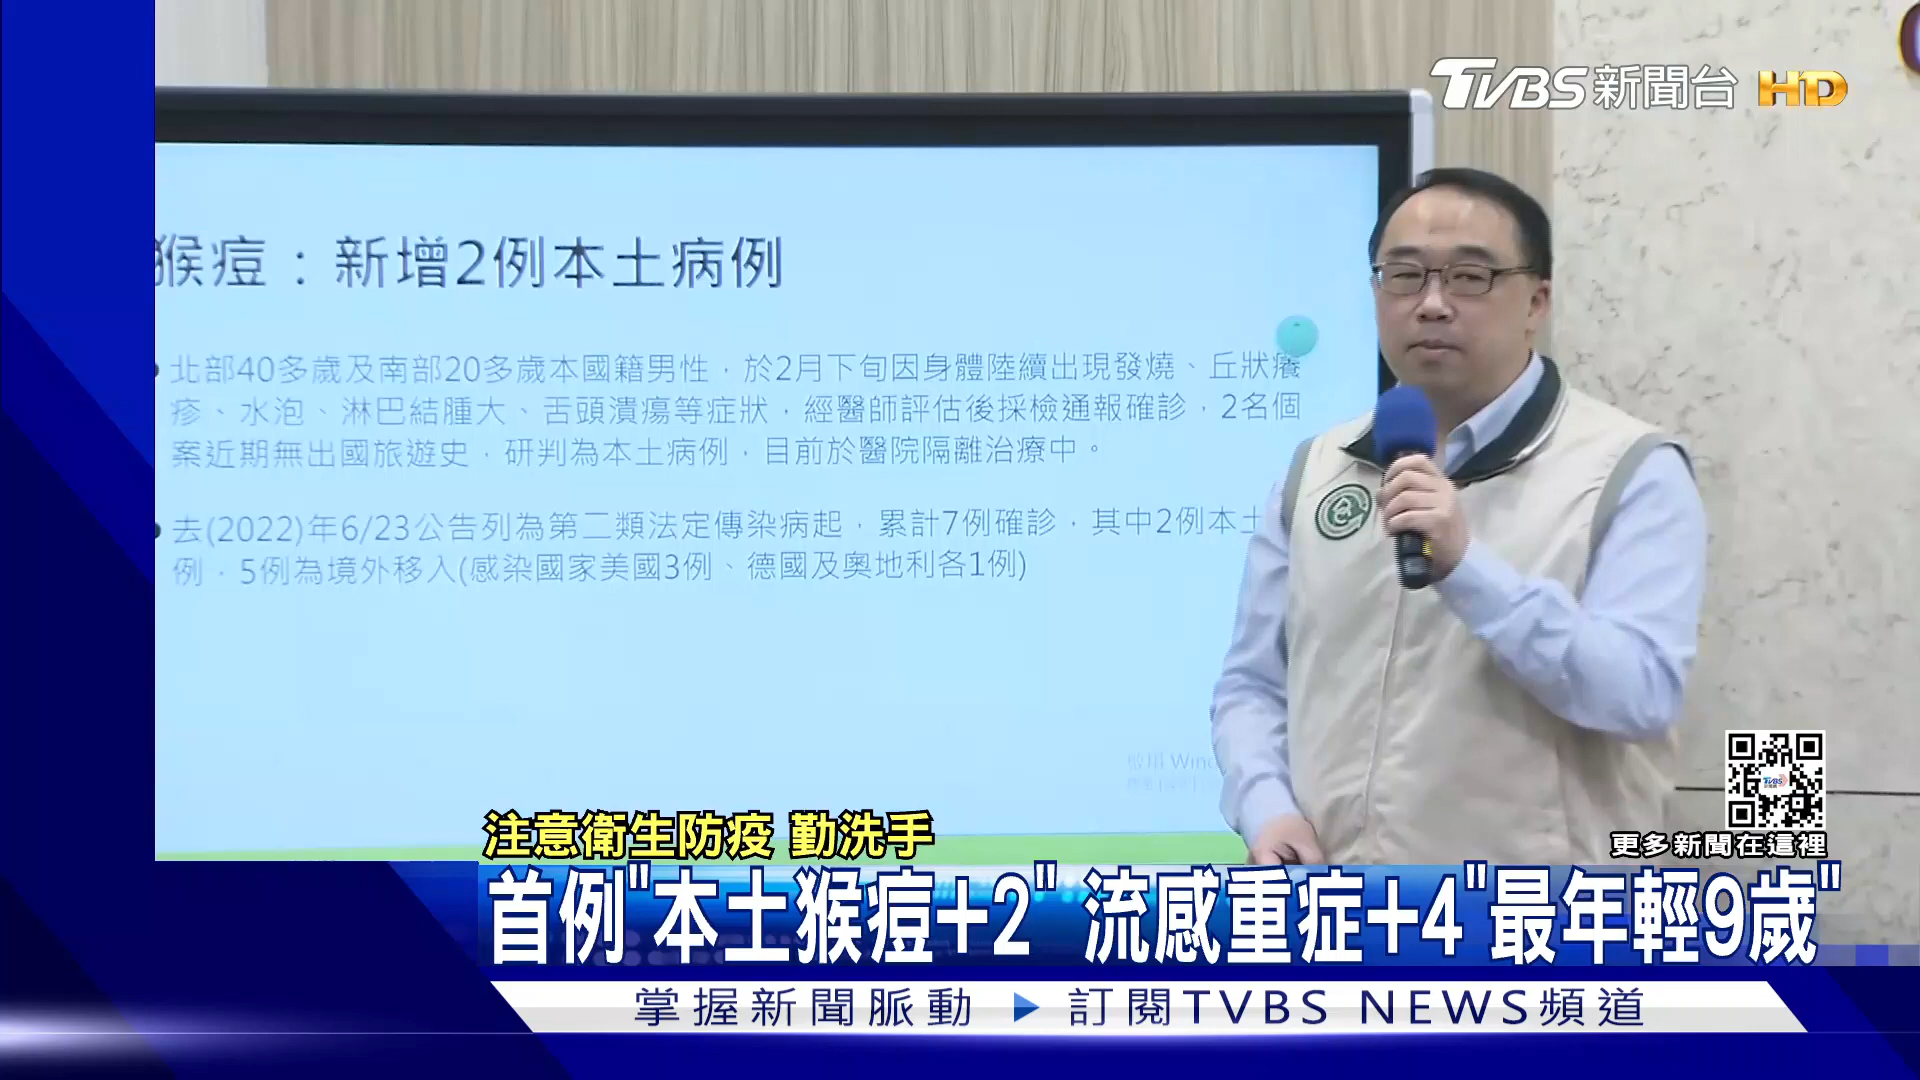 TVBS新聞台 HD
猴痘：新增2例本土病例
北部40多歲及南部20多歲本國籍男性，於2月下旬因身體陸續出現發燒、丘狀癢
疹、水泡、淋巴結腫大、舌頭潰瘍等症狀，經醫師評估後採檢通報確診，2名個
案近期無出國旅遊史，研判為本土病例，目前於醫院隔離治療中。
去(2022)年6/23公告列為第二類法定傳染病起，累計7例確診，其中2例本土
例，5例為境外移入(感染國家美國3例、德國及奧地利各1例)
啟用 Wind
TVBS
更多新聞在這裡
注意衛生防疫 勤洗手
首例"本土猴痘+2" 流感重症+4"最年輕9歲"
掌握新聞脈動 ▶ 訂閱TVBS NEWS頻道